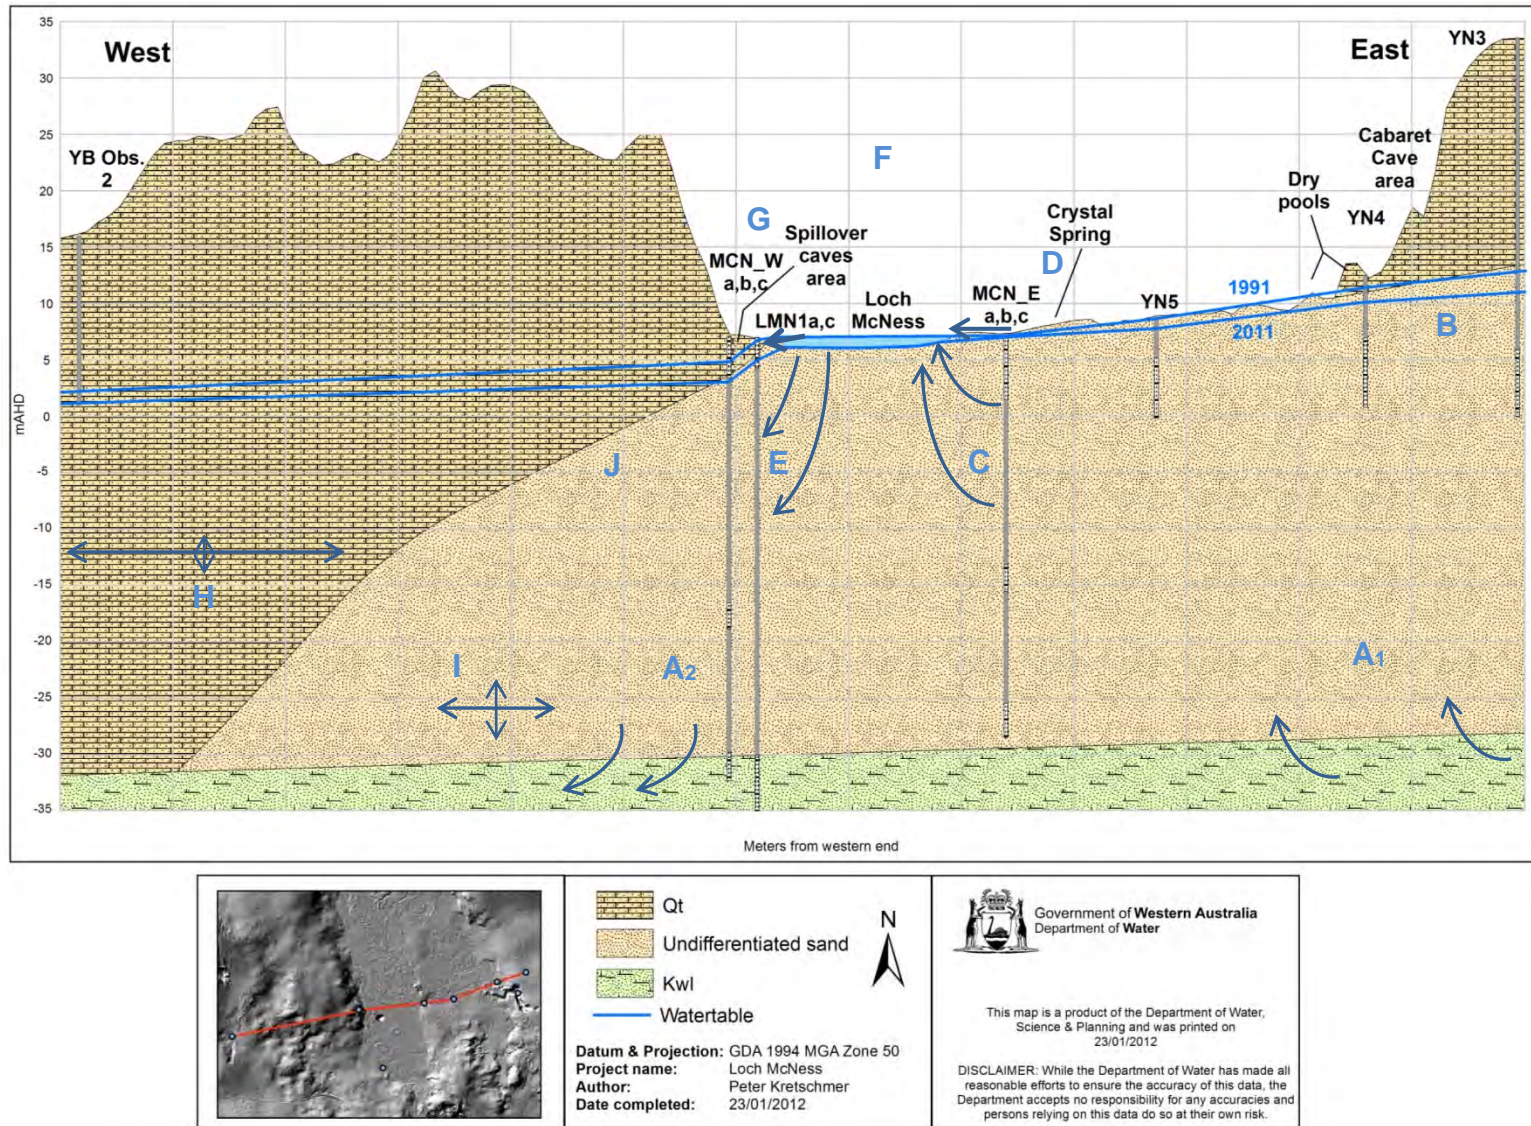 35
30
25
20
15
10
5
0
-5
-10
-15
-20
-25
-30
-35
mAHD
West
East
YN3
YB Obs.
2
F
Cabaret
Cave
area
Dry
pools
YN4
G
Spillover
caves
area
MCN_W
a,b,c
Crystal
Spring
D
LMN1a,c
Loch
McNess
MCN_E
a,b,c
YN5
1991
2011
B
J
E
C
H
I
A2
A1
Meters from western end
Qt
Undifferentiated sand
Kwl
Watertable
N
Datum & Projection: GDA 1994 MGA Zone 50
Project name: Loch McNess
Author: Peter Kretschmer
Date completed: 23/01/2012
Government of Western Australia
Department of Water
This map is a product of the Department of Water,
Science & Planning and was printed on
23/01/2012
DISCLAIMER: While the Department of Water has made all
reasonable efforts to ensure the accuracy of this data, the
Department accepts no responsibility for any accuracies and
persons relying on this data do so at their own risk.